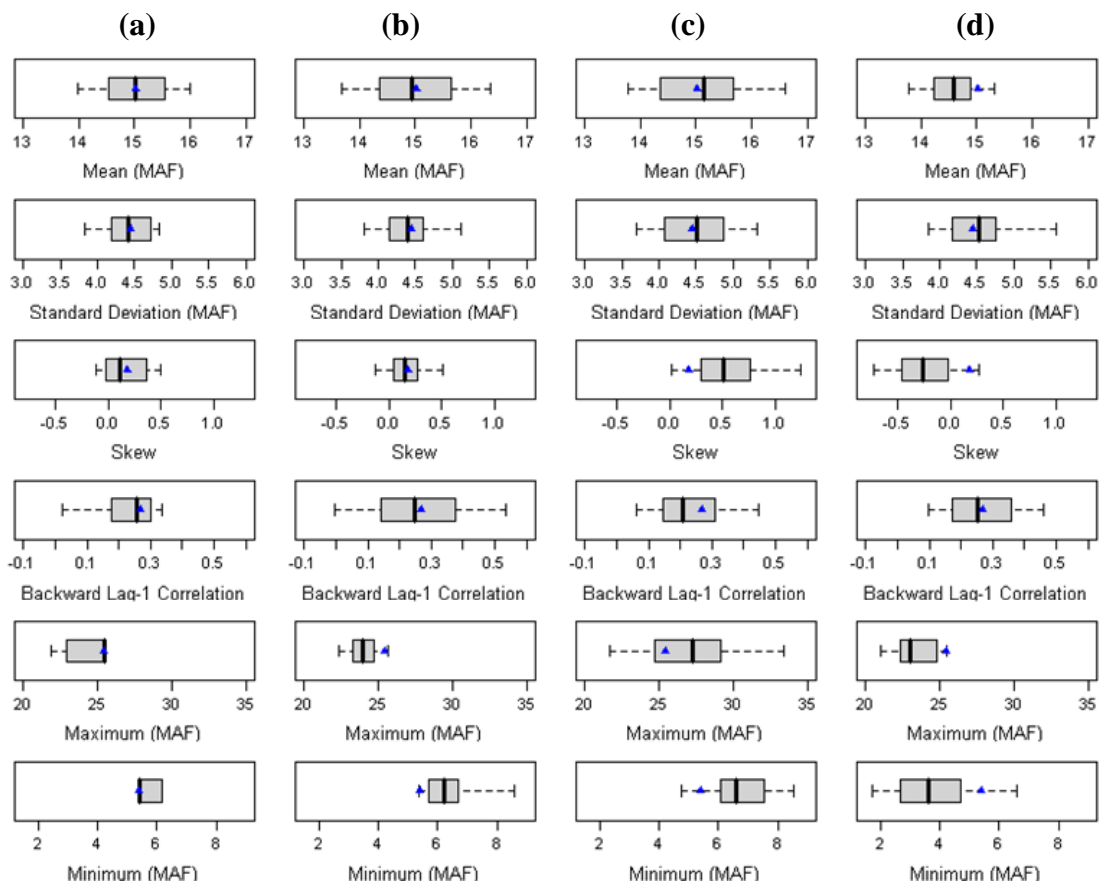 (a) (b) (c) (d)
13 14 15 16 17 13 14 15 16 17 13 14 15 16 17 13 14 15 16 17
Mean (MAF) Mean (MAF) Mean (MAF) Mean (MAF)
3.0 3.5 4.0 4.5 5.0 5.5 6.0 3.0 3.5 4.0 4.5 5.0 5.5 6.0 3.0 3.5 4.0 4.5 5.0 5.5 6.0 3.0 3.5 4.0 4.5 5.0 5.5 6.0
Standard Deviation (MAF) Standard Deviation (MAF) Standard Deviation (MAF) Standard Deviation (MAF)
-0.5 0.0 0.5 1.0 -0.5 0.0 0.5 1.0 -0.5 0.0 0.5 1.0 -0.5 0.0 0.5 1.0
Skew Skew Skew Skew
-0.1 0.1 0.3 0.5 -0.1 0.1 0.3 0.5 -0.1 0.1 0.3 0.5 -0.1 0.1 0.3 0.5
Backward Lag-1 Correlation Backward Lag-1 Correlation Backward Lag-1 Correlation Backward Lag-1 Correlation
20 25 30 35 20 25 30 35 20 25 30 35 20 25 30 35
Maximum (MAF) Maximum (MAF) Maximum (MAF) Maximum (MAF)
2 4 6 8 2 4 6 8 2 4 6 8 2 4 6 8
Minimum (MAF) Minimum (MAF) Minimum (MAF) Minimum (MAF)